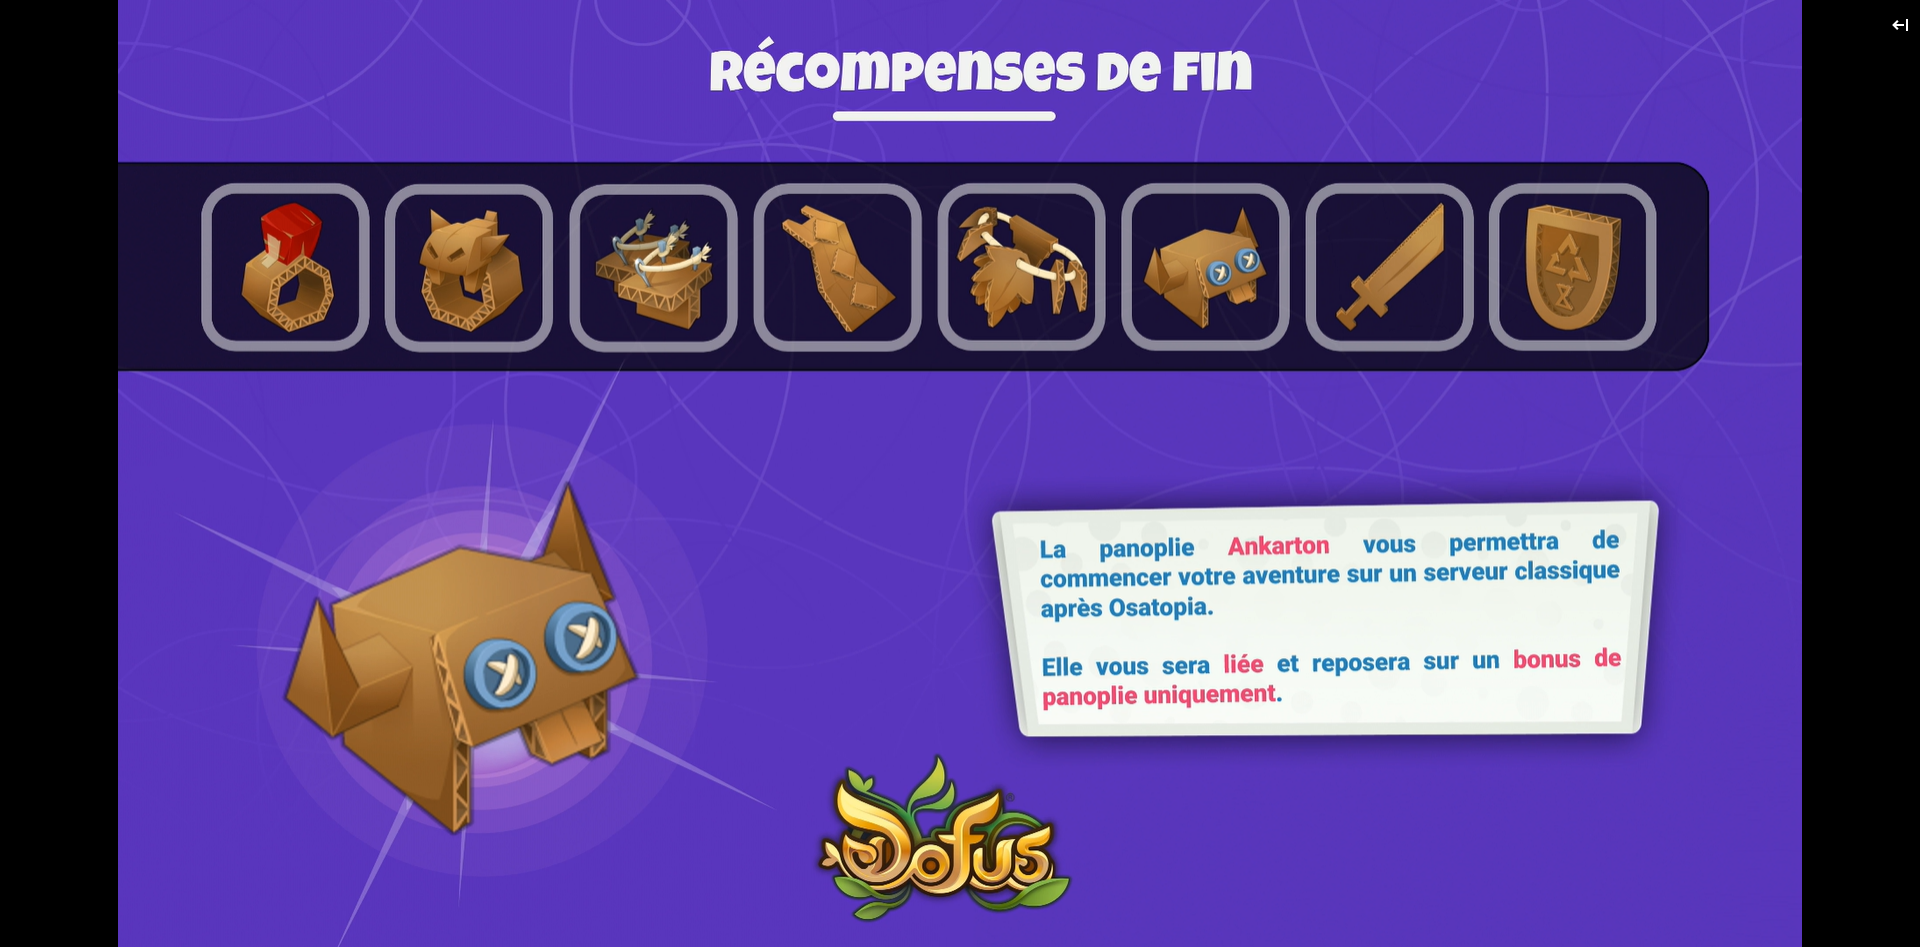 Récompenses de Fin
La panoplie Ankarton vous permettra de
commencer votre aventure sur un serveur classique
après Osatopia.
Elle vous sera liée et reposera sur un bonus de
panoplie uniquement.
Dofus